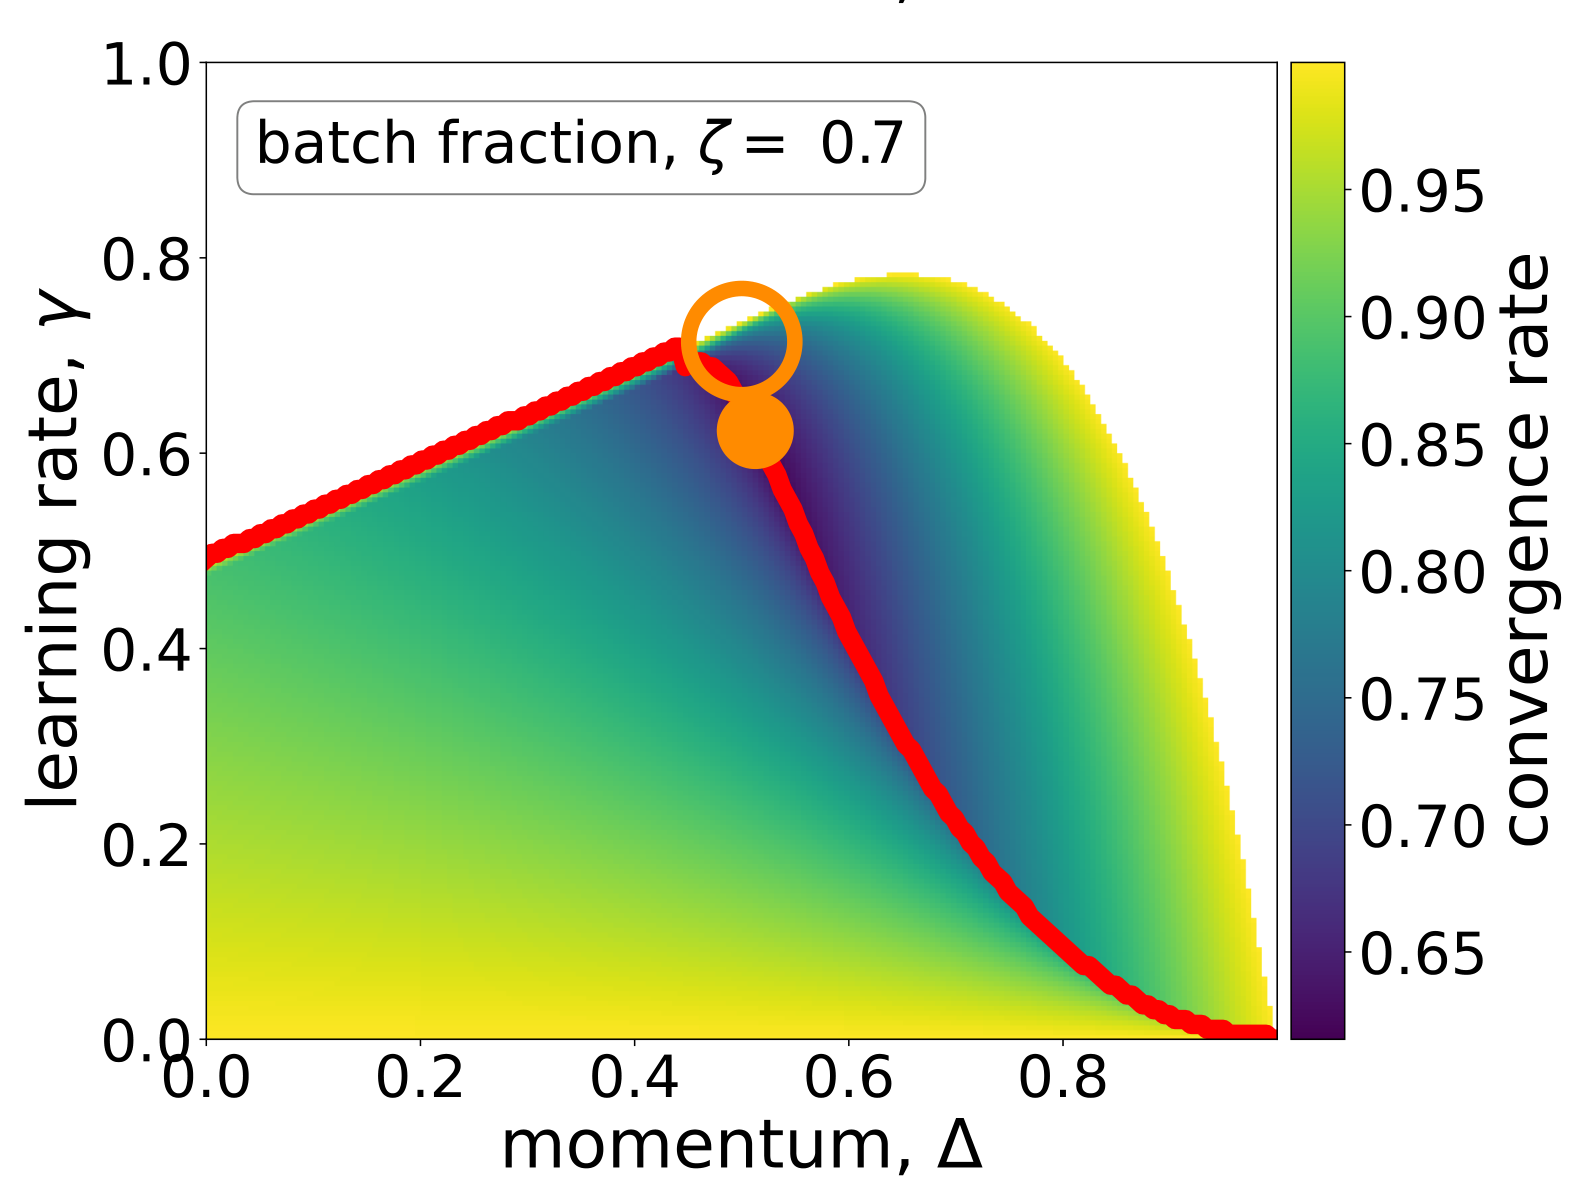 batch fraction, ζ = 0.7
learning rate, γ
1.0
0.8
0.6
0.4
0.2
0.0
0.0 0.2 0.4 0.6 0.8
momentum, Δ
0.95
0.90
0.85
0.80
0.75
0.70
0.65
convergence rate